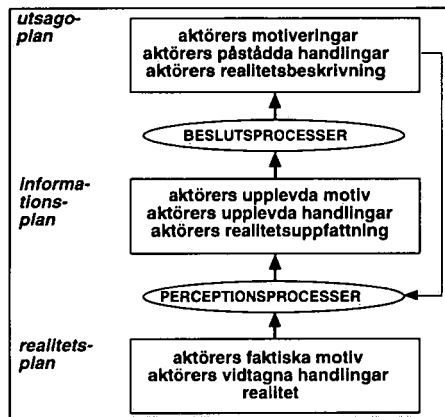 utsago-
plan
aktörers motiveringar
aktörers påstådda handlingar
aktörers realitetsbeskrivning
BESLUTSPROCESSER
informa-
tions-
plan
aktörers upplevda motiv
aktörers upplevda handlingar
aktörers realitetsuppfattning
PERCEPTIONSPROCESSER
realitets-
plan
aktörers faktiska motiv
aktörers vidtagna handlingar
realitet